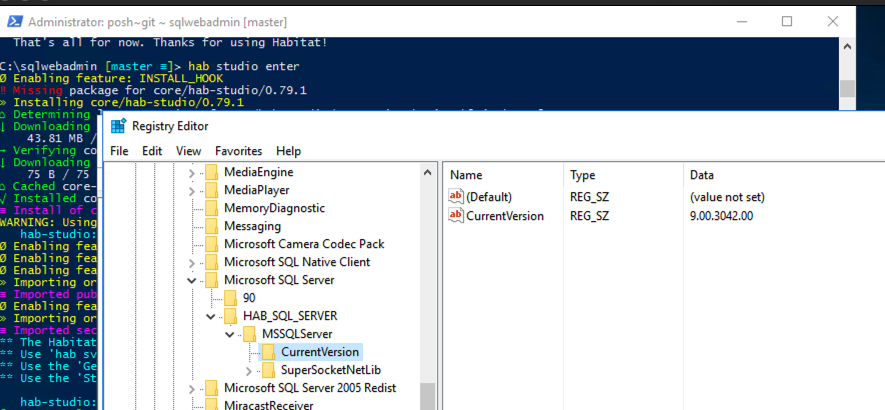 Administrator: posh~git ~ sqlwebadmin [master]
That's all for now. Thanks for using Habitat!
C:\sqlwebadmin [master ≡]> hab studio enter
Ø Enabling feature: INSTALL_HOOK
‼ Missing package for core/hab-studio/0.79.1
» Installing core/hab-studio/0.79.1
⌂ Determining
↓ Downloading
43.81 MB /
→ Verifying co
↓ Downloading
75 B / 75
⌂ Cached core-
√ Installed co
≡ Install of c
WARNING: Using
hab-studio:
Ø Enabling fea
Ø Enabling fea
Ø Enabling fea
» Importing or
≡ Imported pub
Ø Enabling fea
» Importing or
≡ Imported sec
** The Habitat
** Use 'hab sv
** Use the 'Ge
** Use the 'St
hab-studio:
Registry Editor
File Edit View Favorites Help
MediaEngine
MediaPlayer
MemoryDiagnostic
Messaging
Microsoft Camera Codec Pack
Microsoft SQL Native Client
Microsoft SQL Server
90
HAB_SQL_SERVER
MSSQLServer
CurrentVersion
SuperSocketNetLib
Microsoft SQL Server 2005 Redist
MiracastReceiver
Name Type Data
(Default) REG_SZ (value not set)
CurrentVersion REG_SZ 9.00.3042.00